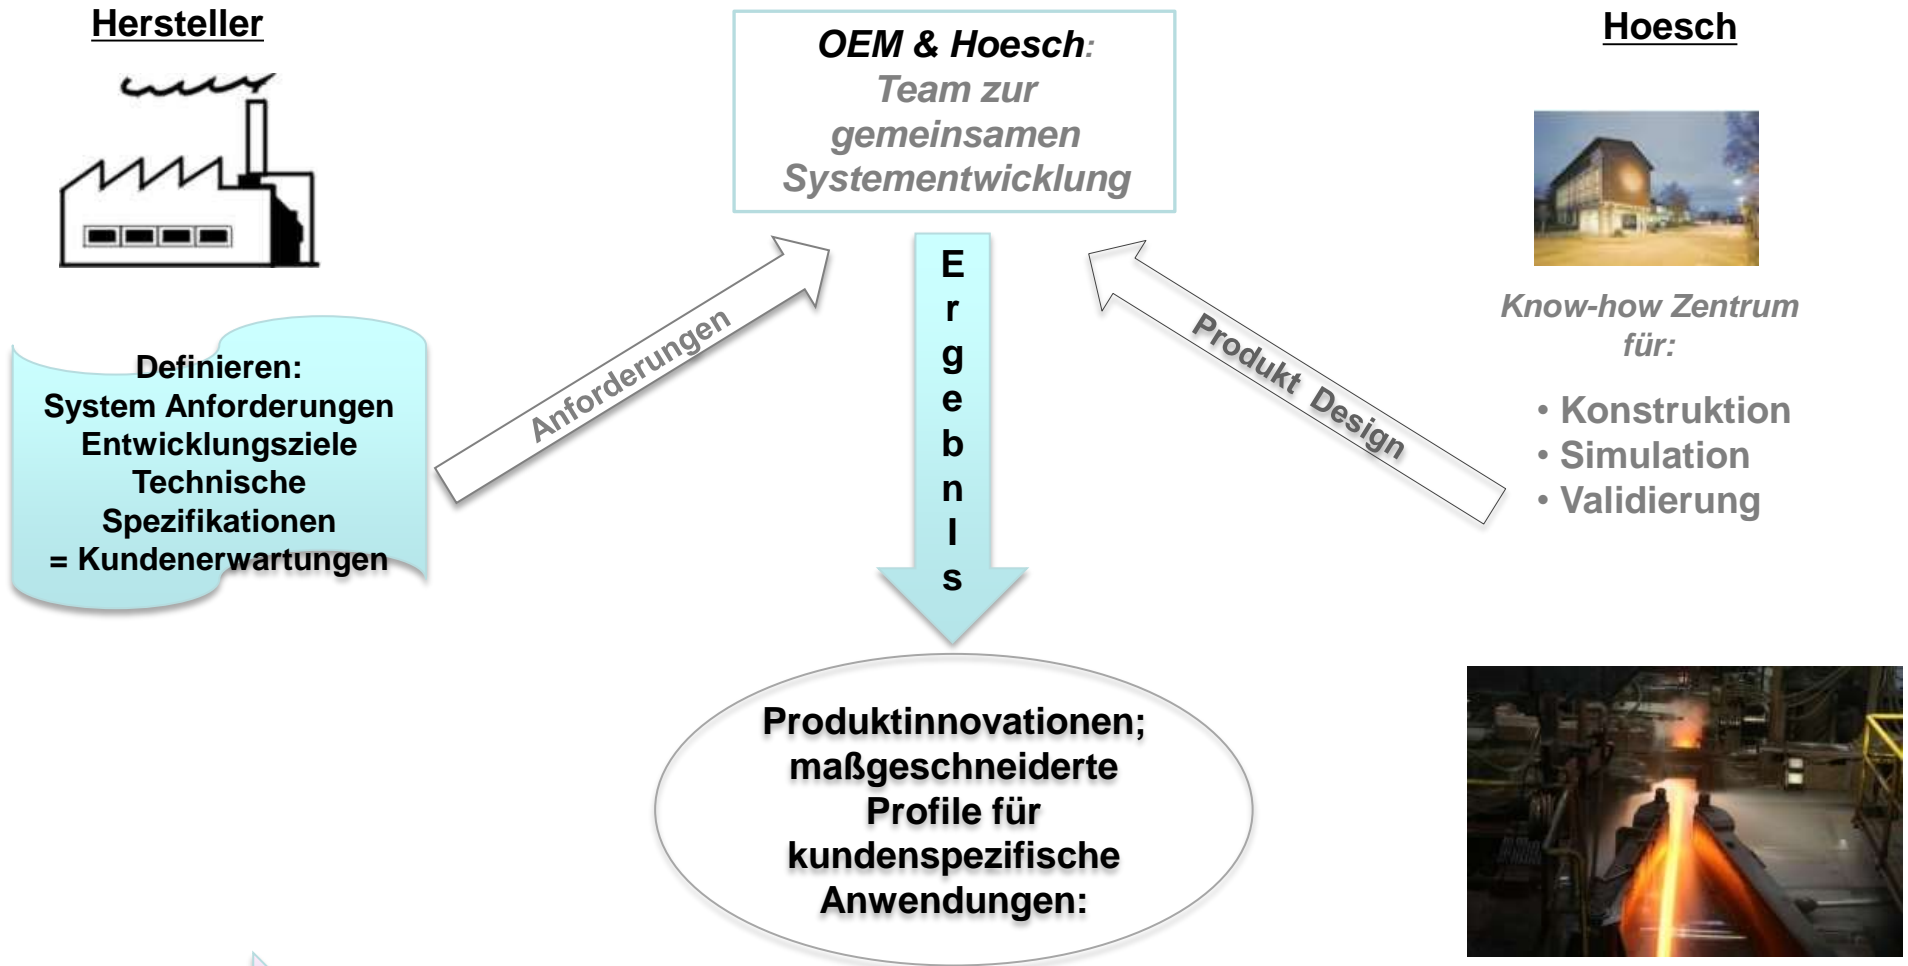 Hersteller
OEM & Hoesch:
Team zur
gemeinsamen
Systementwicklung
Hoesch
Definieren:
System Anforderungen
Entwicklungsziele
Technische
Spezifikationen
= Kundenerwartungen
Anforderungen
E
r
g
e
b
n
I
s
Produkt Design
Know-how Zentrum
für:
• Konstruktion
• Simulation
• Validierung
Produktinnovationen;
maßgeschneiderte
Profile für
kundenspezifische
Anwendungen: